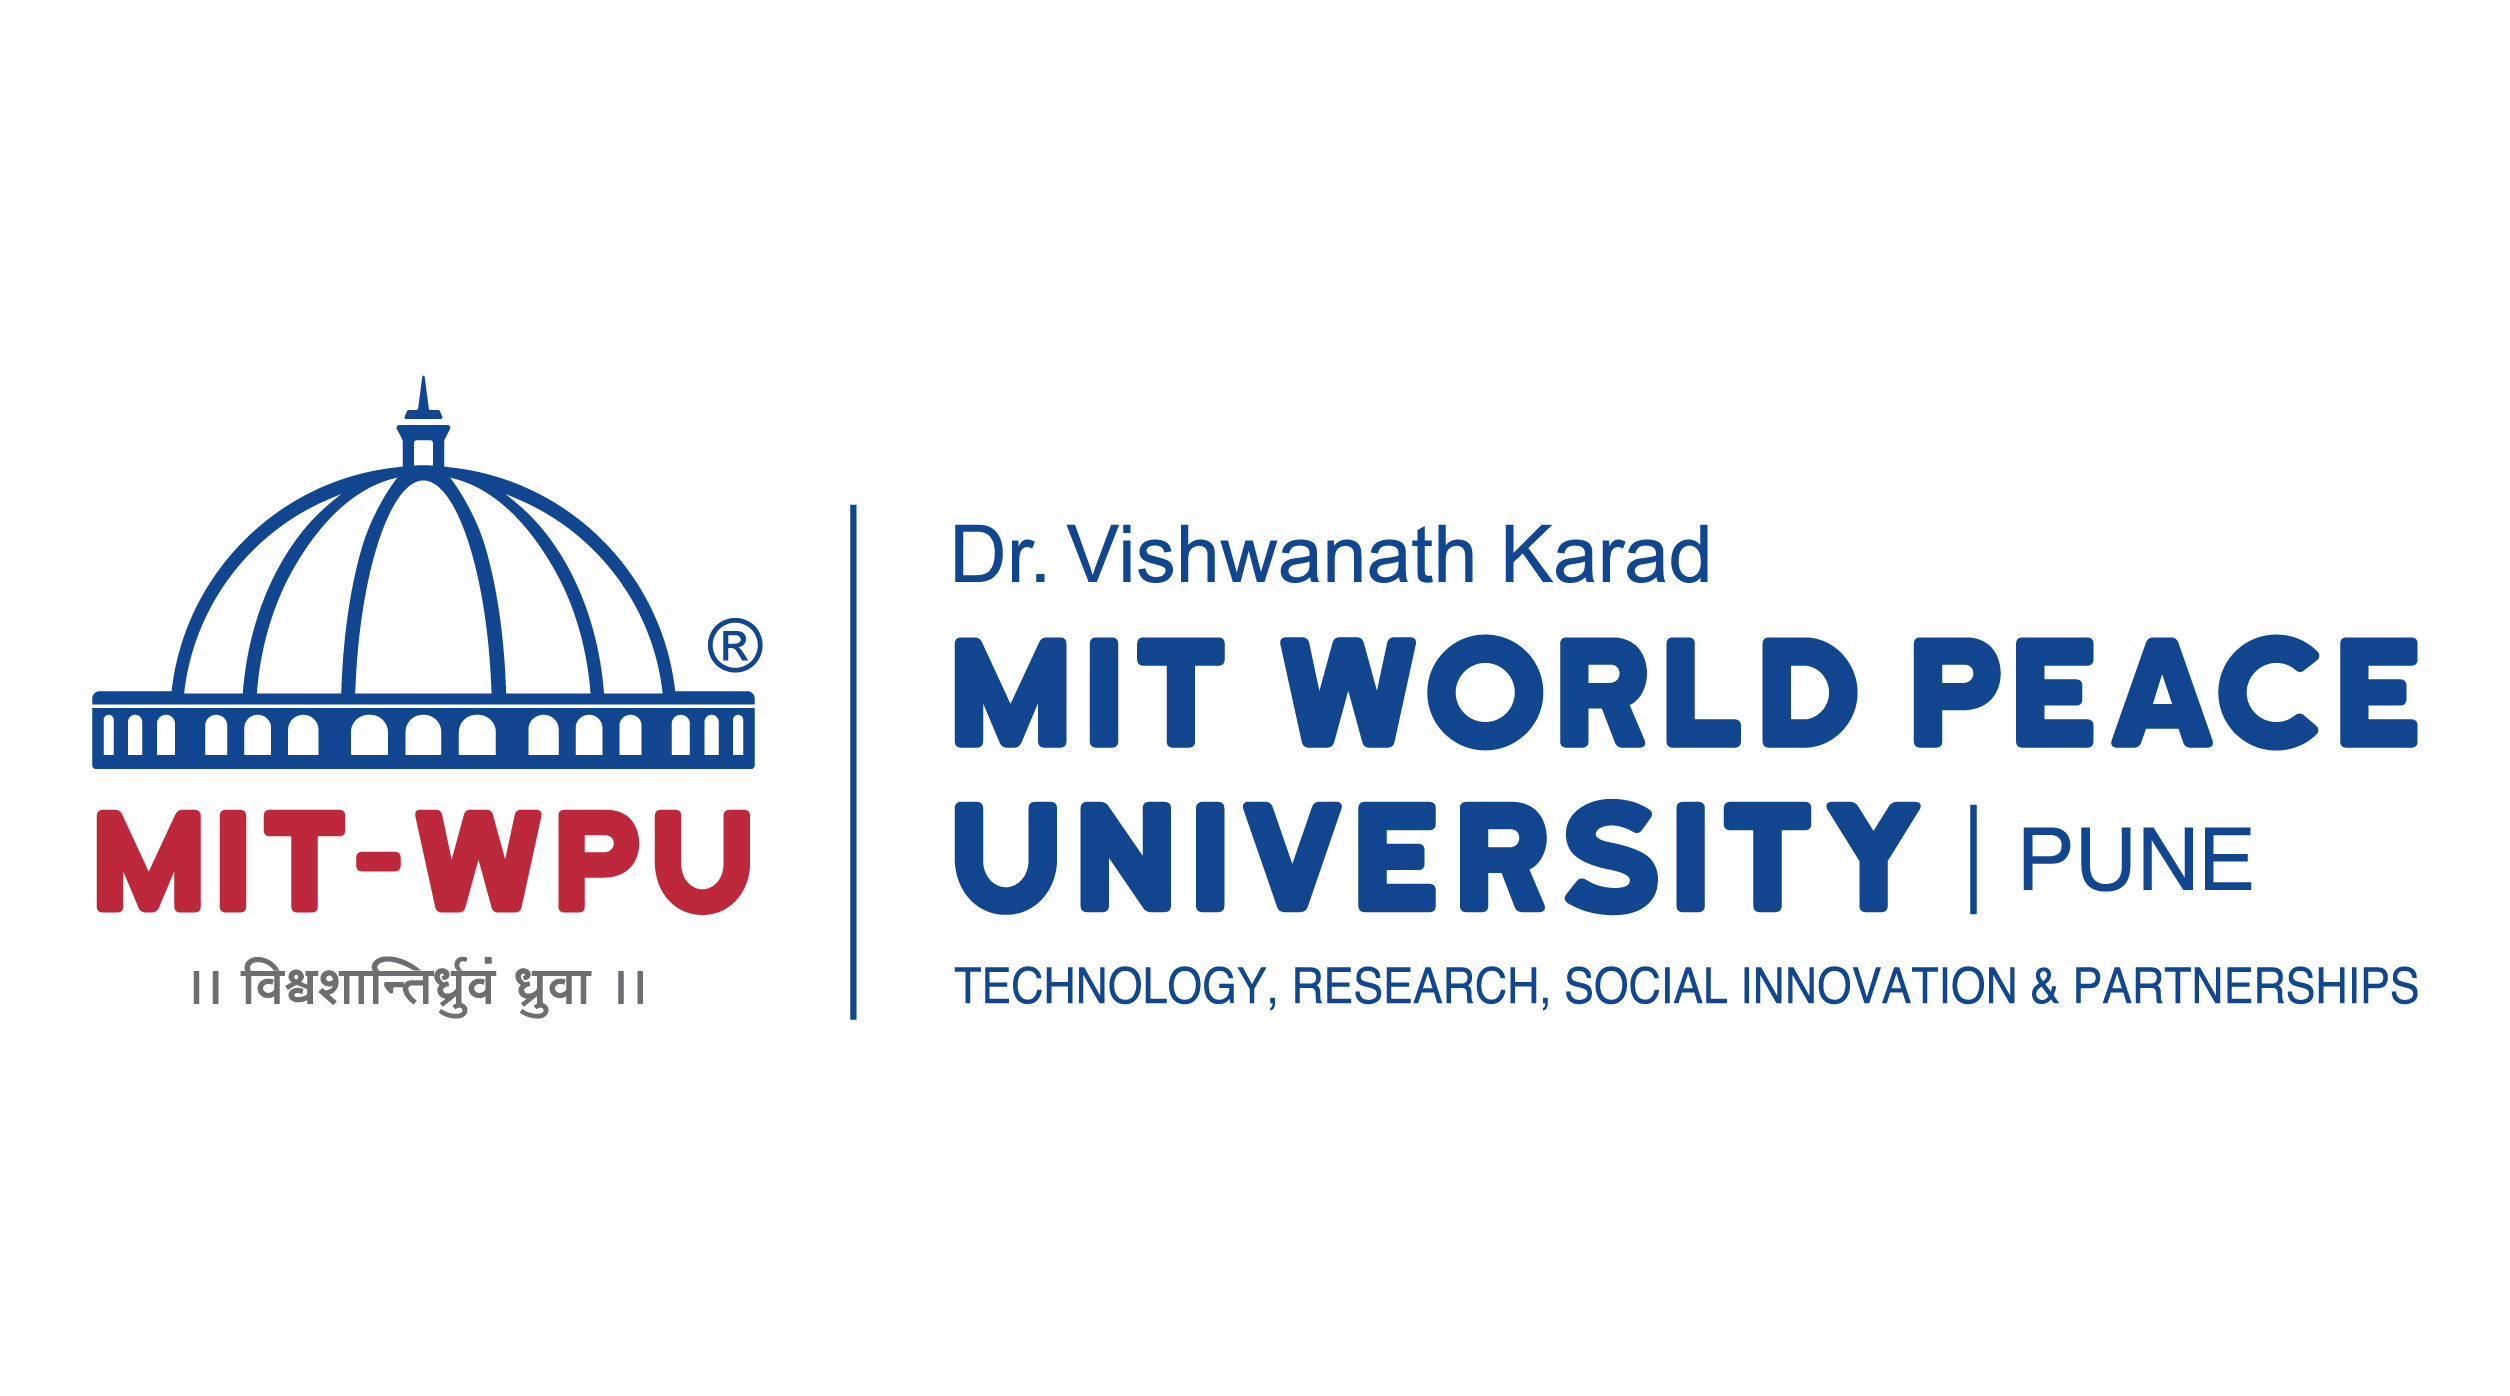 ®
MIT-WPU
।। विश्वशान्तिर्ध्रुवं ध्रुवा ।।
Dr. Vishwanath Karad
MIT WORLD PEACE
UNIVERSITY | PUNE
TECHNOLOGY, RESEARCH, SOCIAL INNOVATION & PARTNERSHIPS